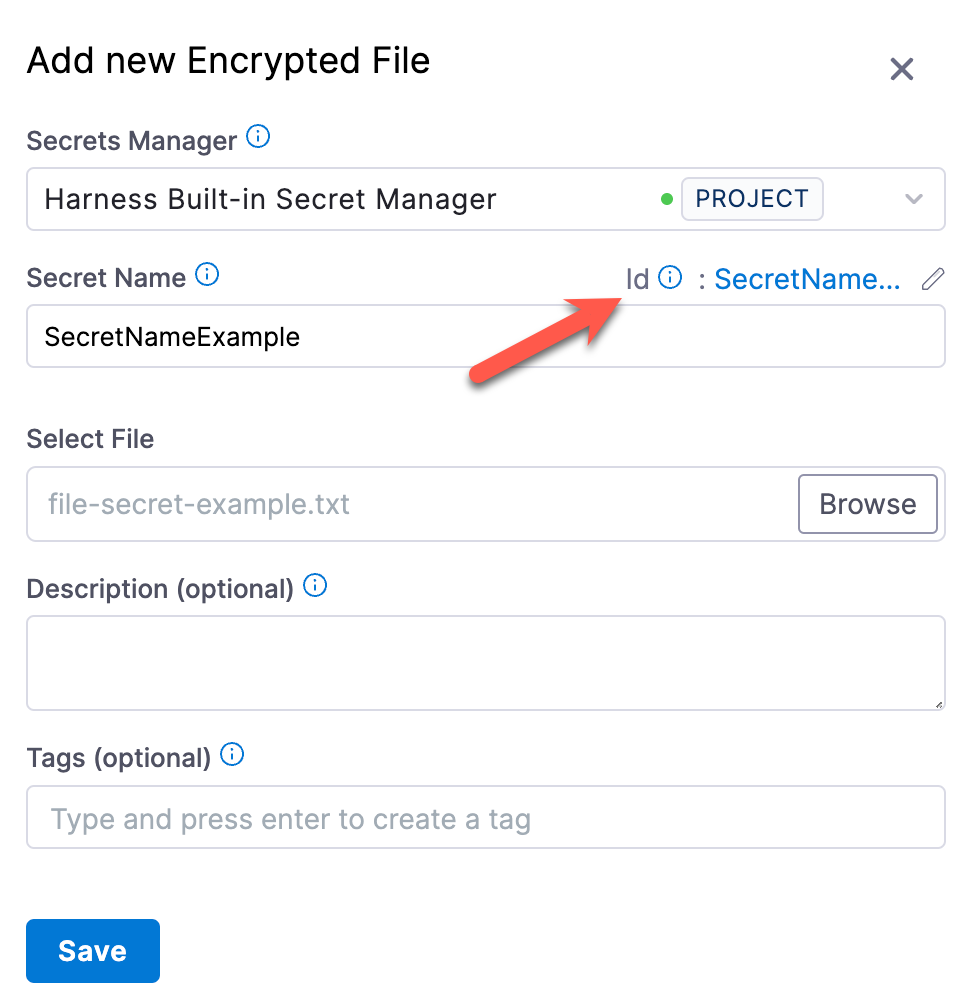 Add new Encrypted File
Secrets Manager
Harness Built-in Secret Manager PROJECT
Secret Name Id : SecretName...
SecretNameExample
Select File
file-secret-example.txt Browse
Description (optional)
Tags (optional)
Type and press enter to create a tag
Save